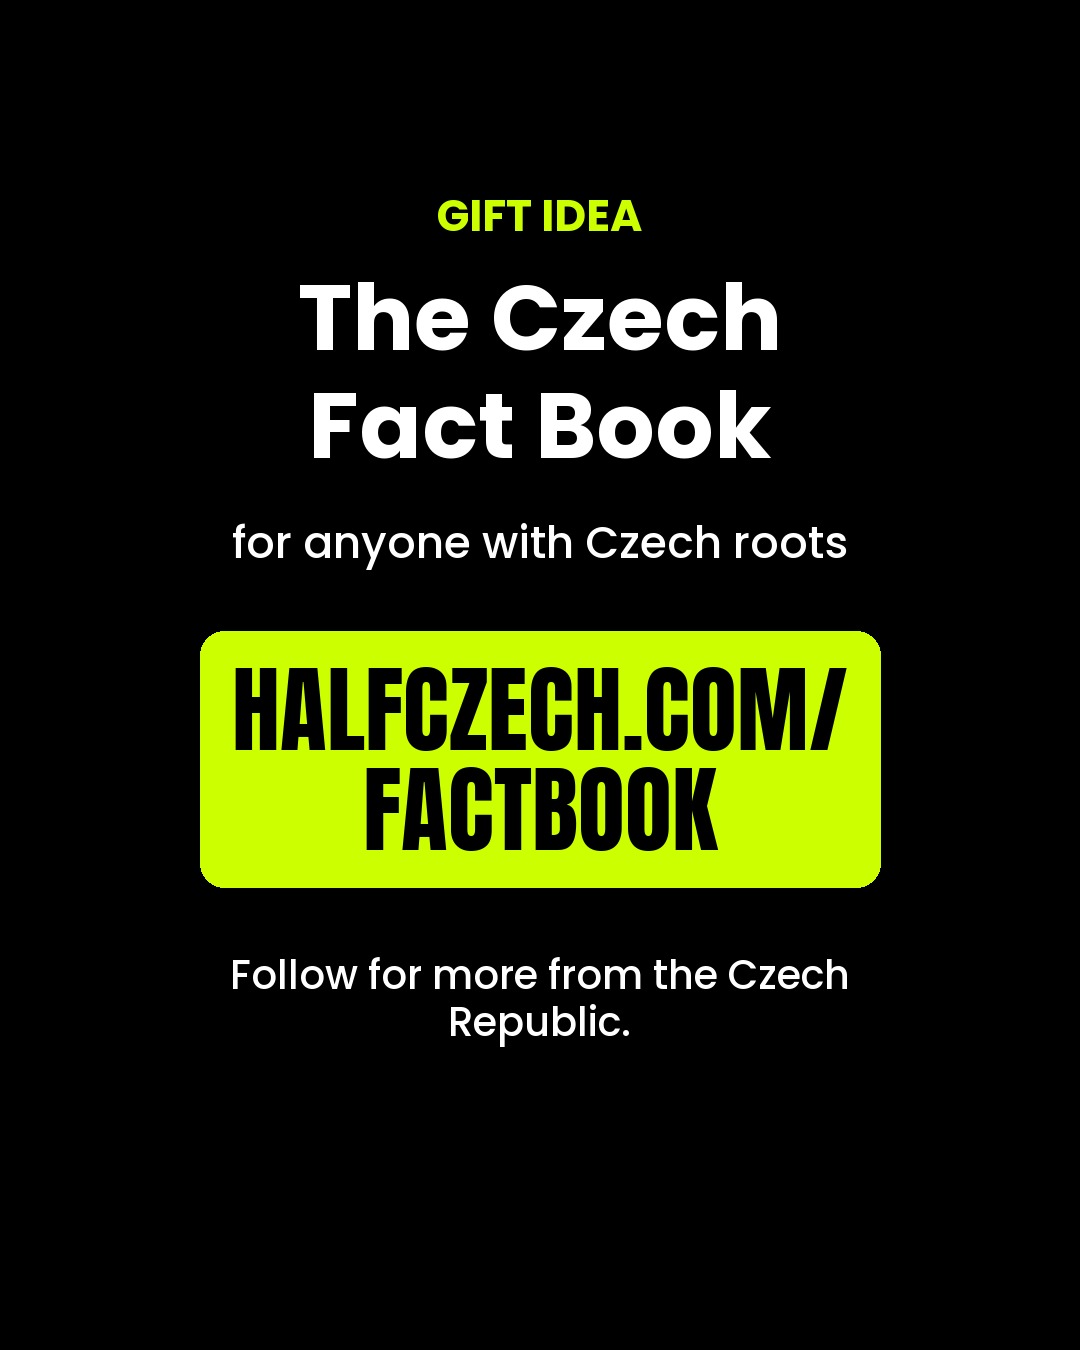 GIFT IDEA
The Czech
Fact Book
for anyone with Czech roots
HALFCZECH.COM/
FACTBOOK
Follow for more from the Czech
Republic.